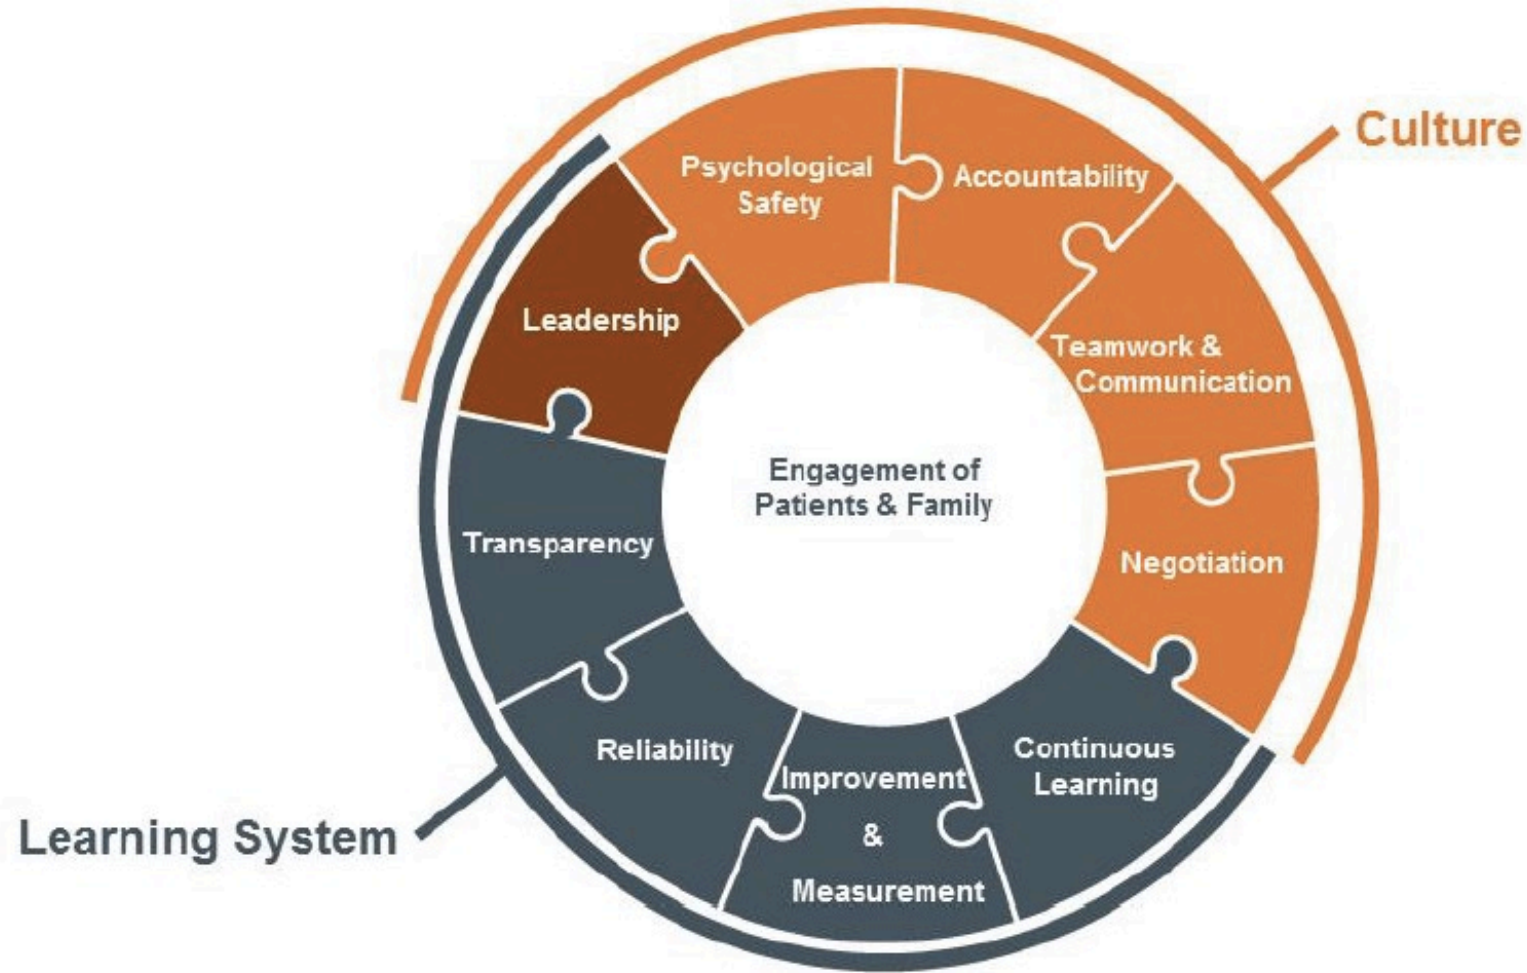 Culture
Psychological
Safety
Accountability
Leadership
Teamwork &
Communication
Engagement of
Patients & Family
Transparency
Negotiation
Reliability
Improvement
&
Measurement
Continuous
Learning
Learning System